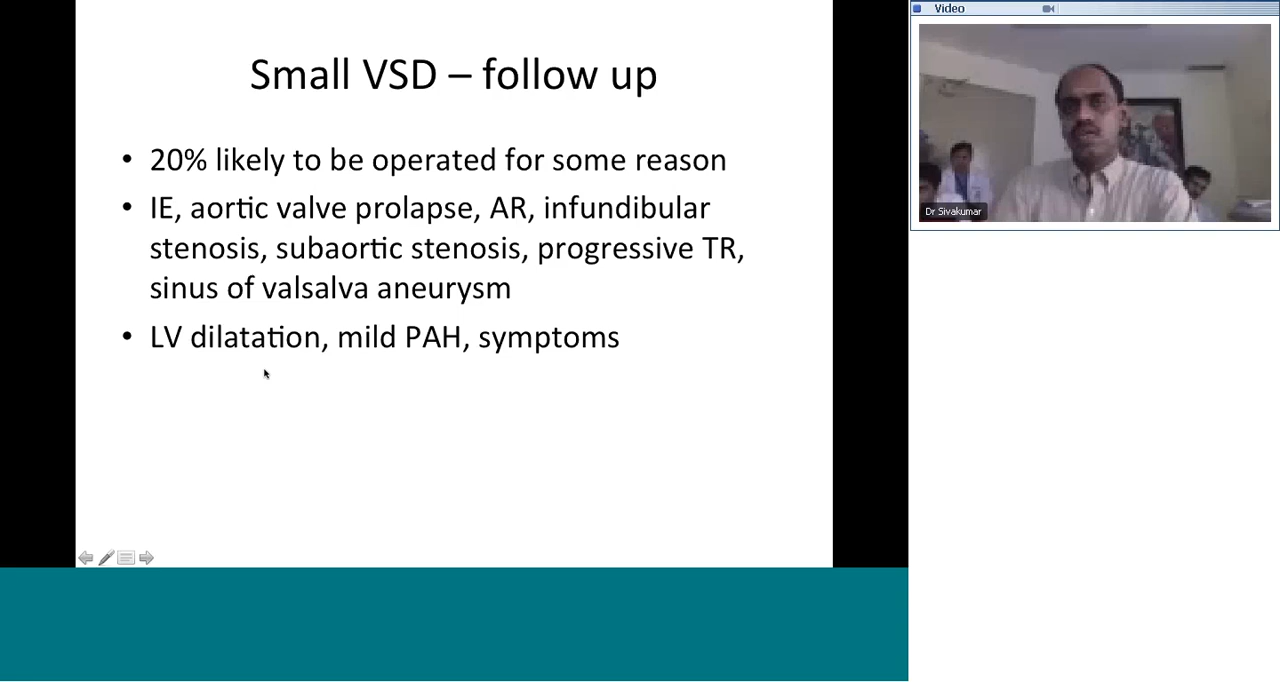 Small VSD – follow up
• 20% likely to be operated for some reason
• IE, aortic valve prolapse, AR, infundibular
stenosis, subaortic stenosis, progressive TR,
sinus of valsalva aneurysm
• LV dilatation, mild PAH, symptoms
Video
Dr Sivakumar